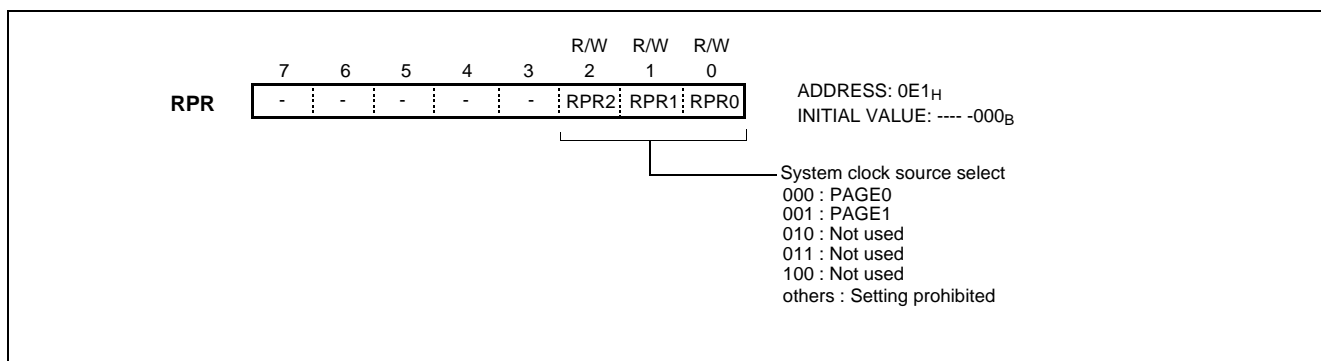 R/W R/W R/W
7 6 5 4 3 2 1 0
RPR - - - - - RPR2 RPR1 RPR0
ADDRESS: 0E1H
INITIAL VALUE: ---- -000B
System clock source select
000 : PAGE0
001 : PAGE1
010 : Not used
011 : Not used
100 : Not used
others : Setting prohibited